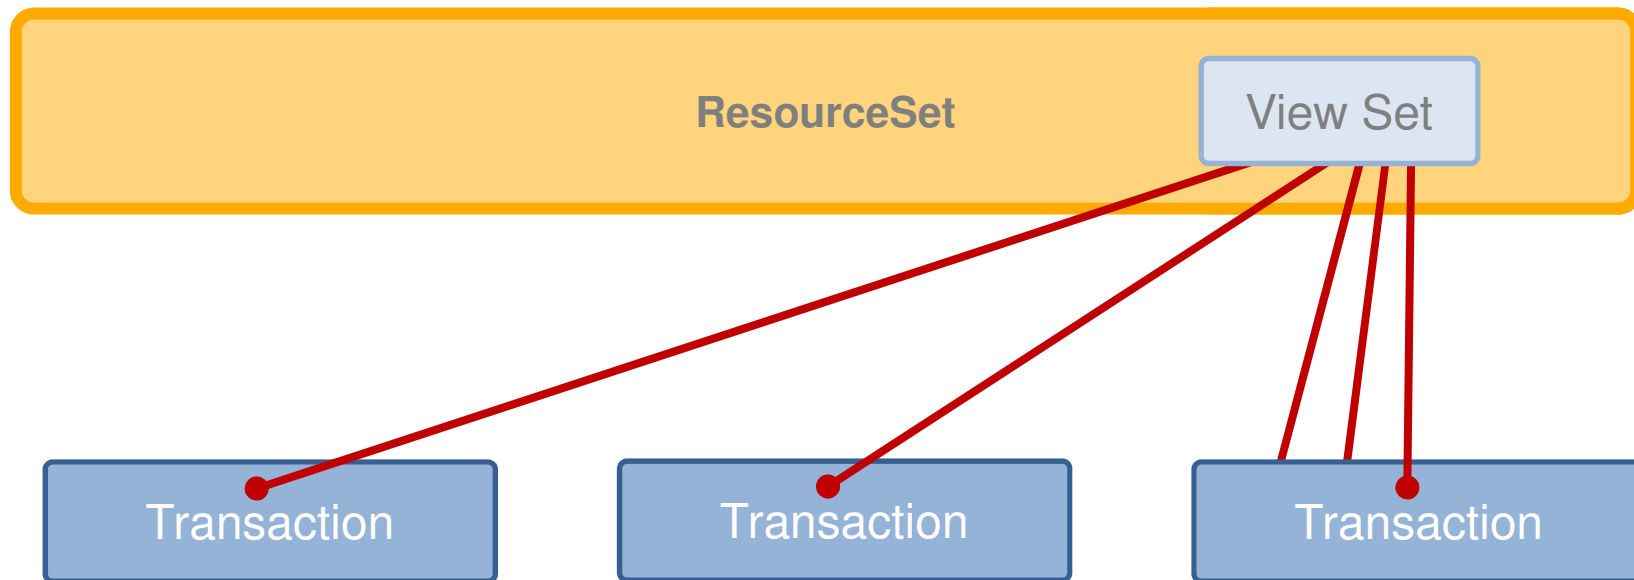 ResourceSet
View Set
Transaction
Transaction
Transaction